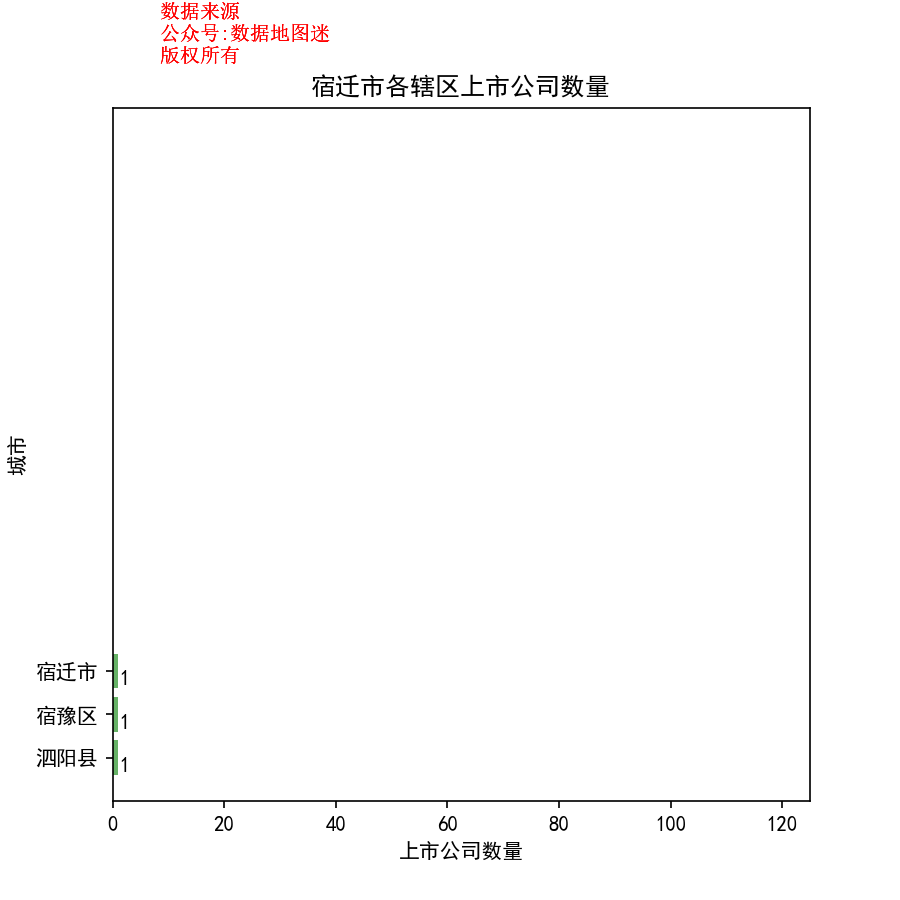 数据来源
公众号:数据地图迷
版权所有
宿迁市各辖区上市公司数量
城市
宿迁市
1
宿豫区
1
泗阳县
1
0 20 40 60 80 100 120
上市公司数量